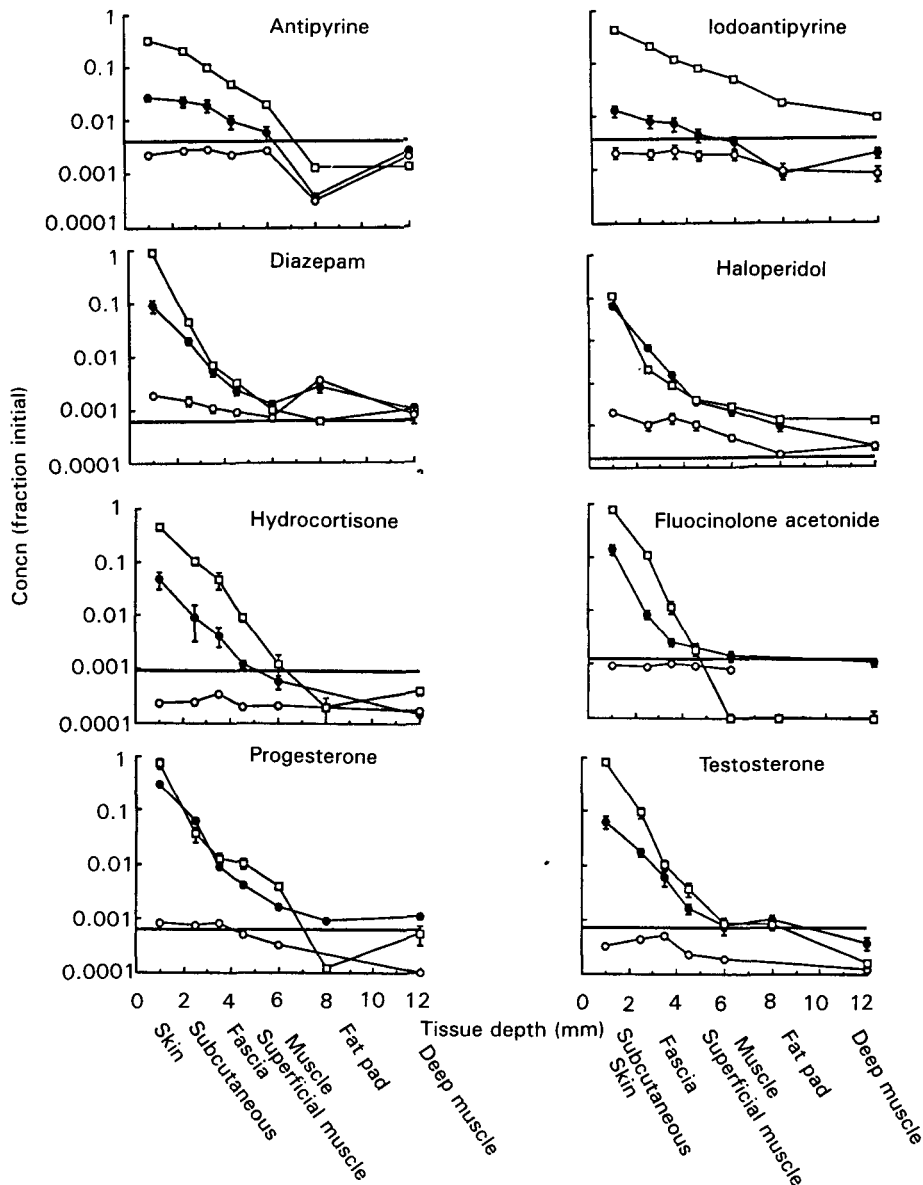 Antipyrine
Iodoantipyrine
1
0.1
0.01
0.001
0.0001
Diazepam
Haloperidol
1
0.1
0.01
0.001
0.0001
Concn (fraction initial)
Hydrocortisone
Fluocinolone acetonide
1
0.1
0.01
0.001
0.0001
Progesterone
Testosterone
1
0.1
0.01
0.001
0.0001
0 2 4 6 8 10 12
0 2 4 6 8 10 12
Tissue depth (mm)
Skin
Subcutaneous
Fascia
Superficial muscle
Muscle
Fat pad
Deep muscle
Skin
Subcutaneous
Fascia
Superficial muscle
Muscle
Fat pad
Deep muscle